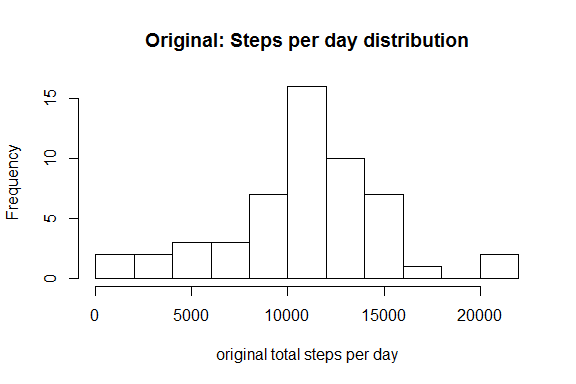 Original: Steps per day distribution
Frequency
15
10
5
0
0 5000 10000 15000 20000
original total steps per day